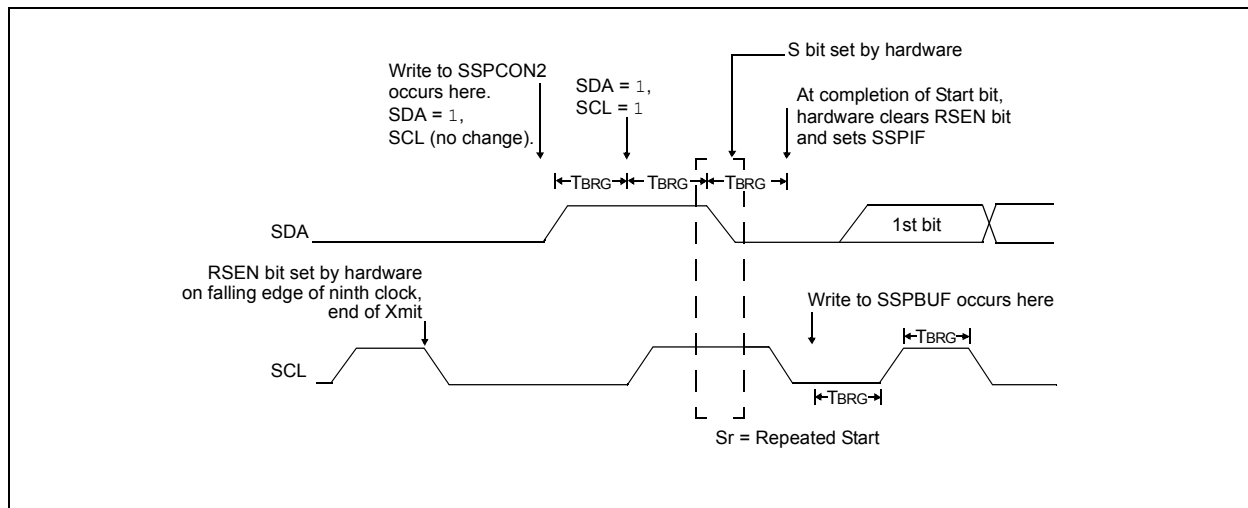 S bit set by hardware
Write to SSPCON2
occurs here.
SDA = 1,
SCL (no change).
SDA = 1,
SCL = 1
At completion of Start bit,
hardware clears RSEN bit
and sets SSPIF
TBRG
TBRG
TBRG
SDA
1st bit
RSEN bit set by hardware
on falling edge of ninth clock,
end of Xmit
Write to SSPBUF occurs here
TBRG
SCL
TBRG
Sr = Repeated Start